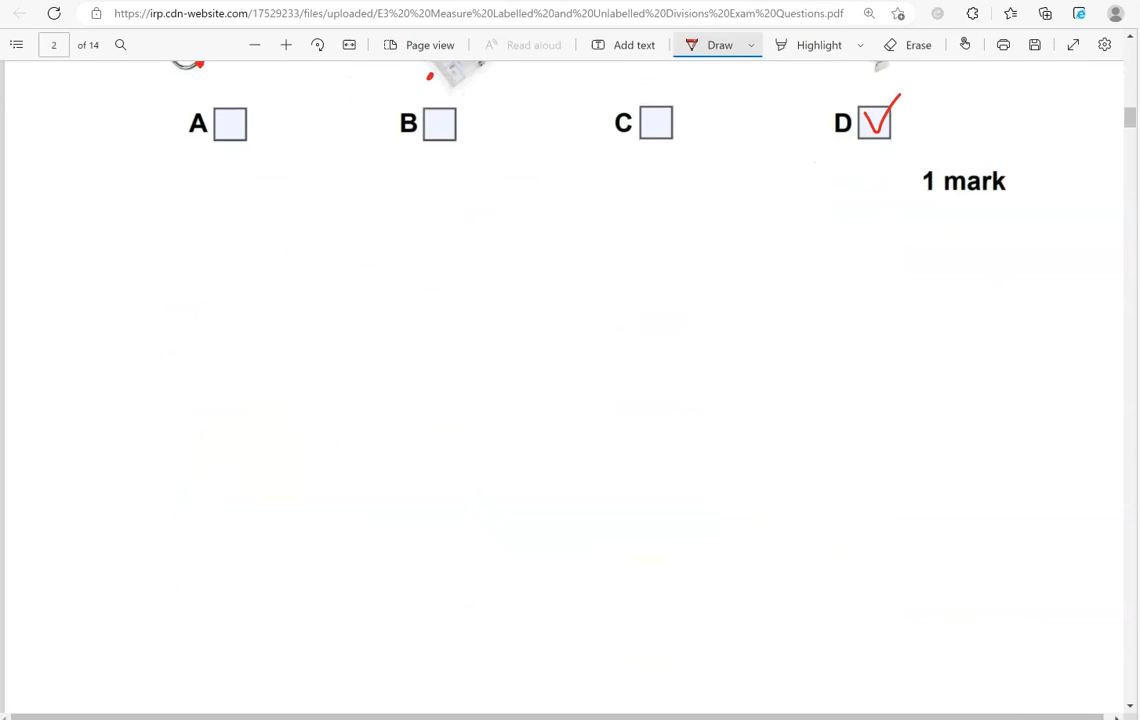 https://irp.cdn-website.com/17529233/files/uploaded/E3%20%20Measure%20Labelled%20and%20Unlabelled%20Divisions%20Exam%20Questions.pdf
2 of 14
Page view
Read aloud
Add text
Draw
Highlight
Erase
A
B
C
D
1 mark